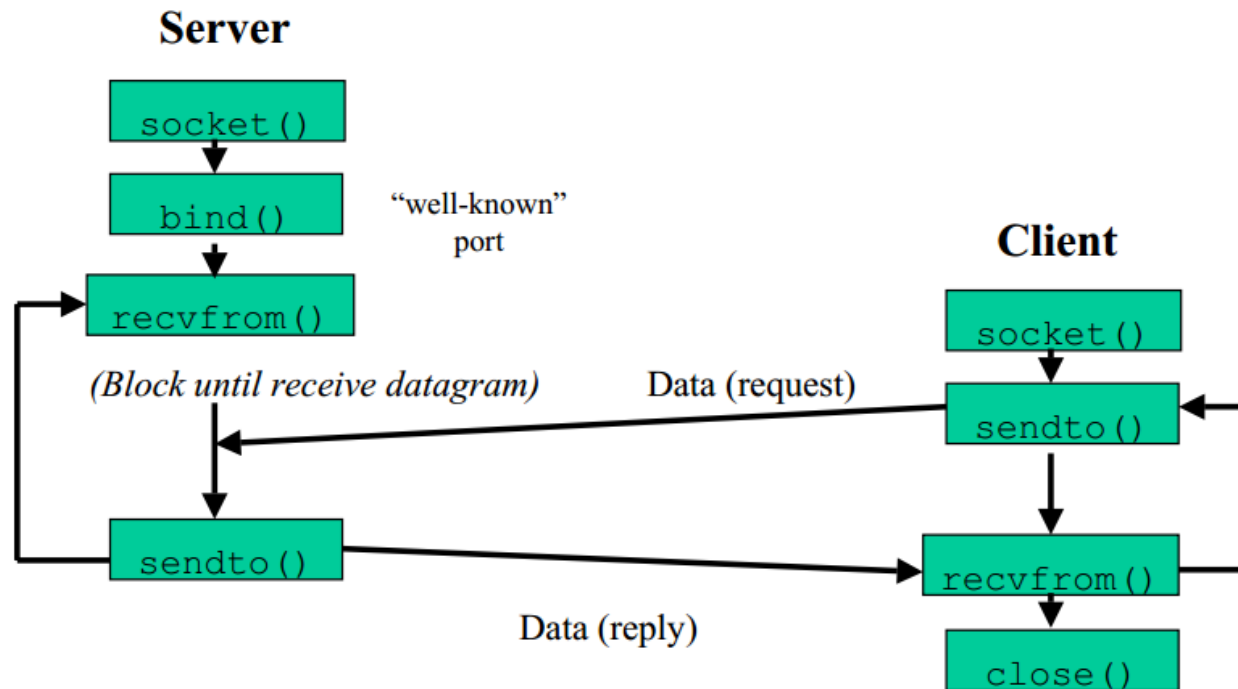 Server
socket()
bind()
“well-known”
port
recvfrom()
(Block until receive datagram)
sendto()
Client
socket()
Data (request)
sendto()
recvfrom()
Data (reply)
close()